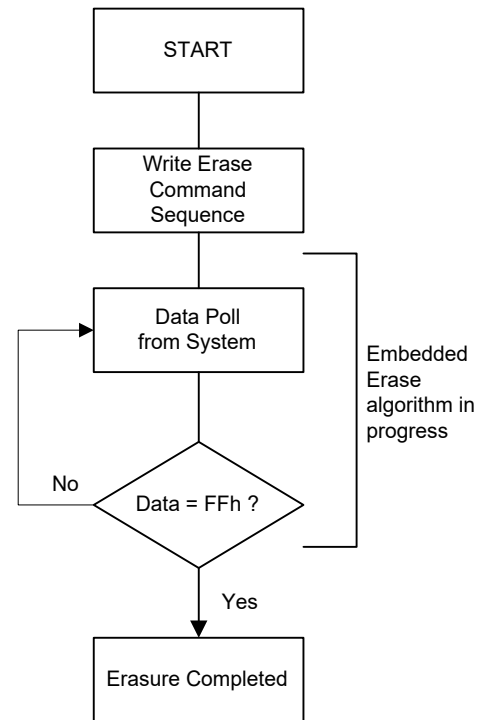 START
Write Erase
Command
Sequence
Data Poll
from System
Embedded
Erase
algorithm in
progress
No
Data = FFh ?
Yes
Erasure Completed